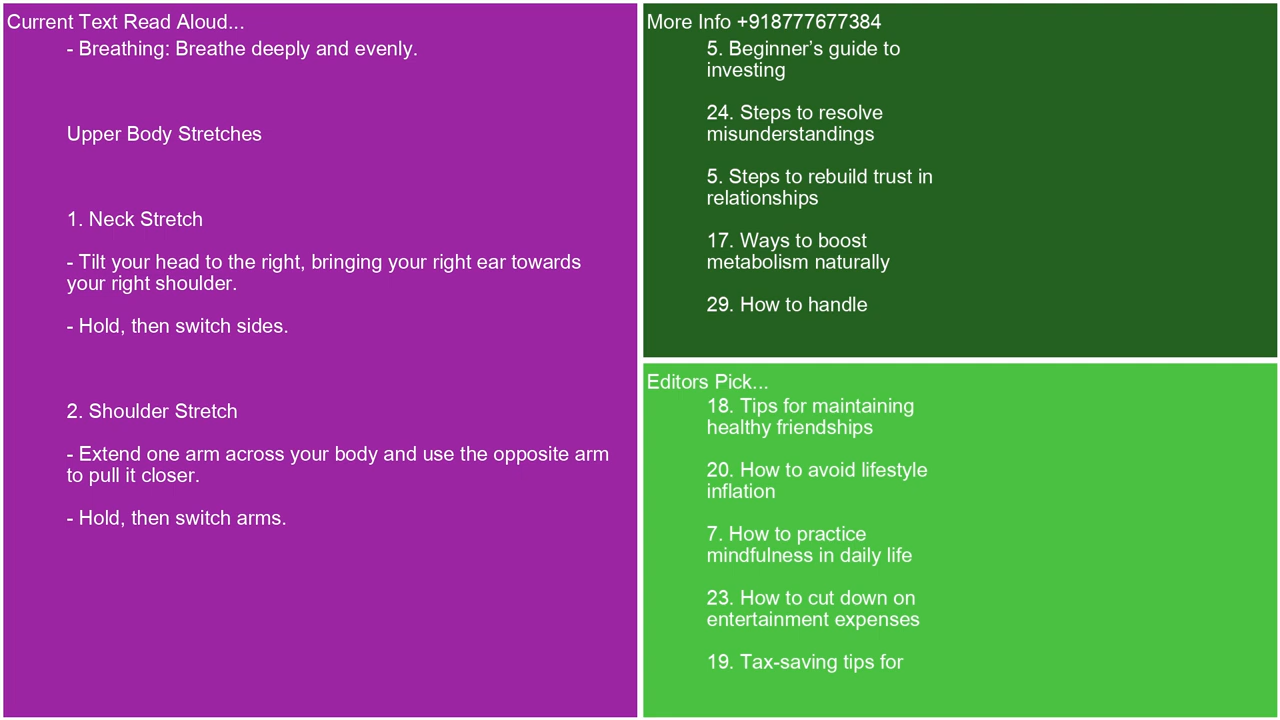 Current Text Read Aloud...
- Breathing: Breathe deeply and evenly.
Upper Body Stretches
1. Neck Stretch
- Tilt your head to the right, bringing your right ear towards
your right shoulder.
- Hold, then switch sides.
2. Shoulder Stretch
- Extend one arm across your body and use the opposite arm
to pull it closer.
- Hold, then switch arms.
More Info +918777677384
5. Beginner’s guide to
investing
24. Steps to resolve
misunderstandings
5. Steps to rebuild trust in
relationships
17. Ways to boost
metabolism naturally
29. How to handle
Editors Pick...
18. Tips for maintaining
healthy friendships
20. How to avoid lifestyle
inflation
7. How to practice
mindfulness in daily life
23. How to cut down on
entertainment expenses
19. Tax-saving tips for